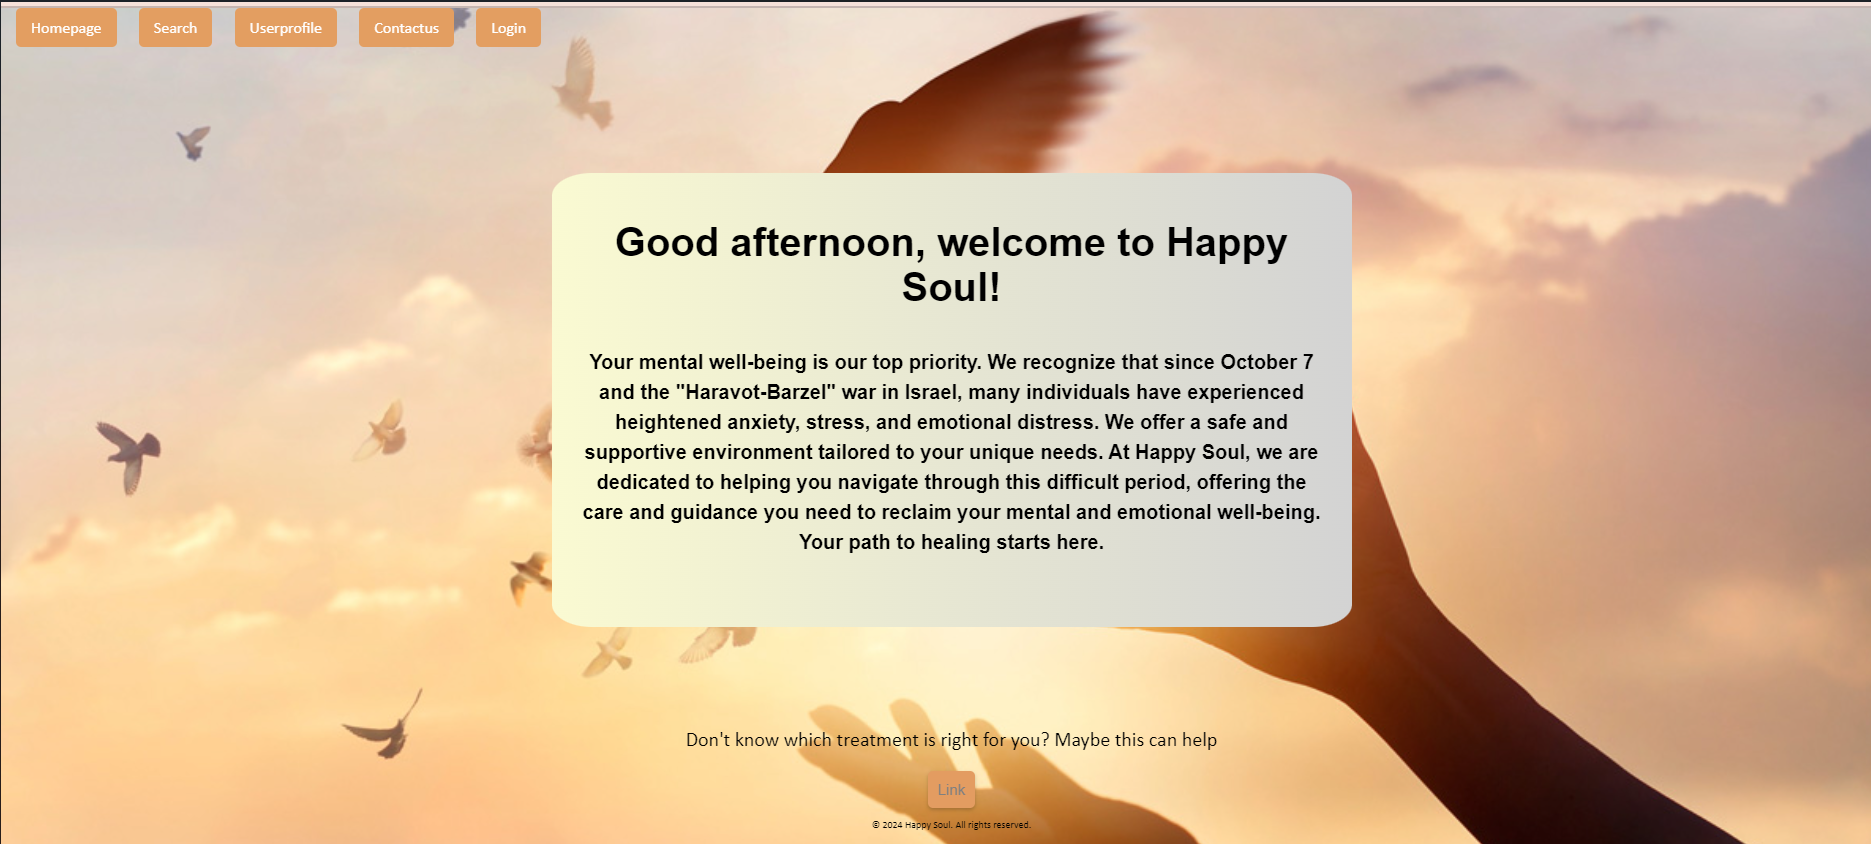 Homepage Search Userprofile Contactus Login
Good afternoon, welcome to Happy
Soul!
Your mental well-being is our top priority. We recognize that since October 7
and the "Haravot-Barzel" war in Israel, many individuals have experienced
heightened anxiety, stress, and emotional distress. We offer a safe and
supportive environment tailored to your unique needs. At Happy Soul, we are
dedicated to helping you navigate through this difficult period, offering the
care and guidance you need to reclaim your mental and emotional well-being.
Your path to healing starts here.
Don't know which treatment is right for you? Maybe this can help
Link
© 2024 Happy Soul. All rights reserved.